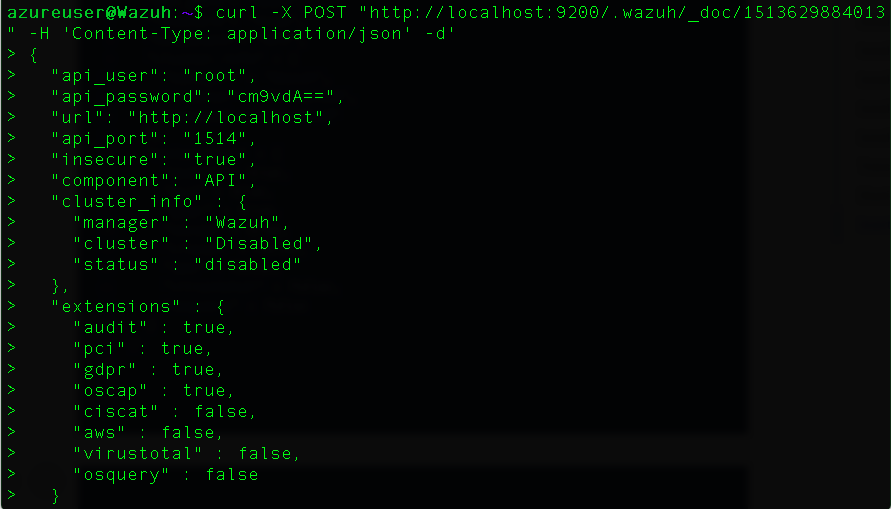 azureuser@Wazuh:~$ curl -X POST "http://localhost:9200/.wazuh/_doc/1513629884013
" -H 'Content-Type: application/json' -d'
> {
>   "api_user": "root",
>   "api_password": "cm9vdA==",
>   "url": "http://localhost",
>   "api_port": "1514",
>   "insecure": "true",
>   "component": "API",
>   "cluster_info" : {
>     "manager" : "Wazuh",
>     "cluster" : "Disabled",
>     "status" : "disabled"
>   },
>   "extensions" : {
>     "audit" : true,
>     "pci" : true,
>     "gdpr" : true,
>     "oscap" : true,
>     "ciscat" : false,
>     "aws" : false,
>     "virustotal" : false,
>     "osquery" : false
>   }